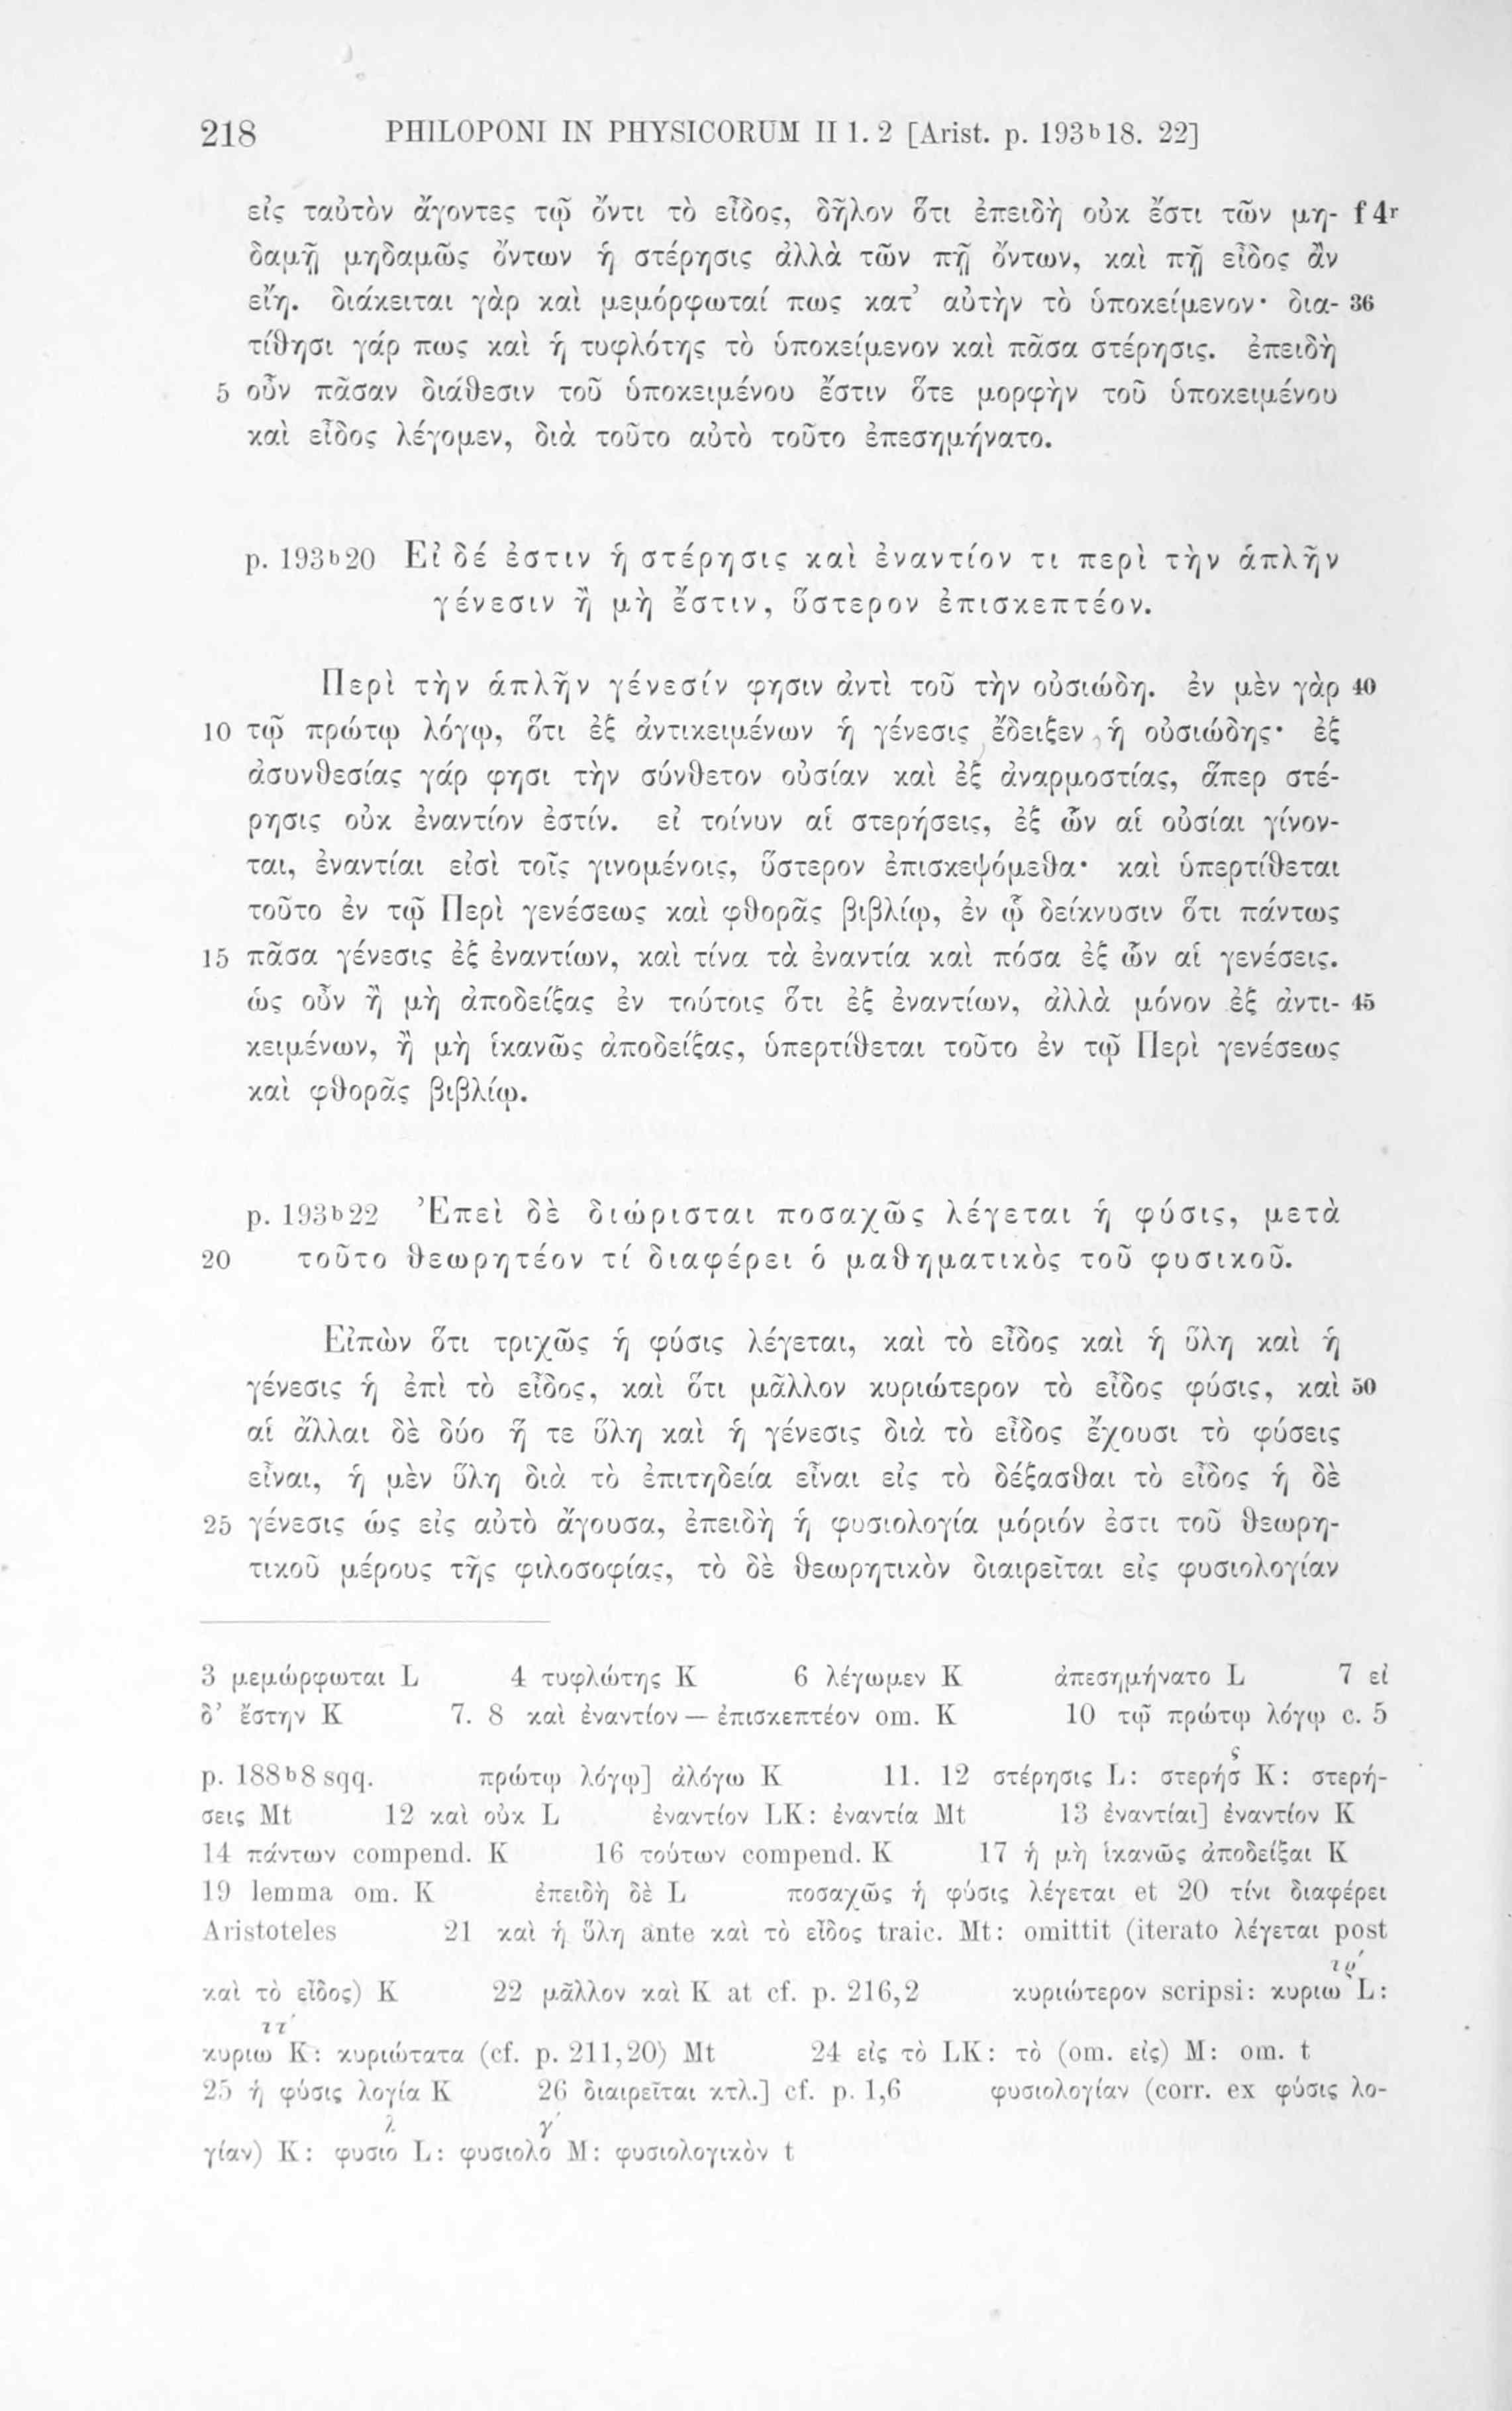 218 PHILOPONI IN PHYSICORUM II 1. 2 [Arist. p. 193ᵇ18. 22]
εἰς ταὐτὸν ἄγοντες τῷ ὄντι τὸ εἶδος, δῆλον ὅτι ἐπειδὴ οὐκ ἔστι τῶν μη- f 4ʳ
δαμῇ μηδαμῶς ὄντων ἡ στέρησις ἀλλὰ τῶν πῇ ὄντων, καὶ πῇ εἶδος ἂν
εἴη. διάκειται γὰρ καὶ μεμόρφωταί πως κατ’ αὐτὴν τὸ ὑποκείμενον· δια- 36
τίθησι γάρ πως καὶ ἡ τυφλότης τὸ ὑποκείμενον καὶ πᾶσα στέρησις. ἐπειδὴ
5 οὖν πᾶσαν διάθεσιν τοῦ ὑποκειμένου ἔστιν ὅτε μορφὴν τοῦ ὑποκειμένου
καὶ εἶδος λέγομεν, διὰ τοῦτο αὐτὸ τοῦτο ἐπεσημήνατο.
p. 193ᵇ20 Εἰ δέ ἐστιν ἡ στέρησις καὶ ἐναντίον τι περὶ τὴν ἁπλῆν
γένεσιν ἢ μὴ ἔστιν, ὕστερον ἐπισκεπτέον.
Περὶ τὴν ἁπλῆν γένεσίν φησιν ἀντὶ τοῦ τὴν οὐσιώδη. ἐν μὲν γὰρ 40
10 τῷ πρώτῳ λόγῳ, ὅτι ἐξ ἀντικειμένων ἡ γένεσις ἔδειξεν ἡ οὐσιώδης· ἐξ
ἀσυνθεσίας γάρ φησι τὴν σύνθετον οὐσίαν καὶ ἐξ ἀναρμοστίας, ἅπερ στέ-
ρησις οὐκ ἐναντίον ἐστίν. εἰ τοίνυν αἱ στερήσεις, ἐξ ὧν αἱ οὐσίαι γίνον-
ται, ἐναντίαι εἰσὶ τοῖς γινομένοις, ὕστερον ἐπισκεψόμεθα· καὶ ὑπερτίθεται
τοῦτο ἐν τῷ Περὶ γενέσεως καὶ φθορᾶς βιβλίῳ, ἐν ᾧ δείκνυσιν ὅτι πάντως
15 πᾶσα γένεσις ἐξ ἐναντίων, καὶ τίνα τὰ ἐναντία καὶ πόσα ἐξ ὧν αἱ γενέσεις.
ὡς οὖν ἢ μὴ ἀποδείξας ἐν τούτοις ὅτι ἐξ ἐναντίων, ἀλλὰ μόνον ἐξ ἀντι- 45
κειμένων, ἢ μὴ ἱκανῶς ἀποδείξας, ὑπερτίθεται τοῦτο ἐν τῷ Περὶ γενέσεως
καὶ φθορᾶς βιβλίῳ.
p. 193ᵇ22 Ἐπεὶ δὲ διώρισται ποσαχῶς λέγεται ἡ φύσις, μετὰ
20 τοῦτο θεωρητέον τί διαφέρει ὁ μαθηματικὸς τοῦ φυσικοῦ.
Εἰπὼν ὅτι τριχῶς ἡ φύσις λέγεται, καὶ τὸ εἶδος καὶ ἡ ὕλη καὶ ἡ
γένεσις ἡ ἐπὶ τὸ εἶδος, καὶ ὅτι μᾶλλον κυριώτερον τὸ εἶδος φύσις, καὶ 50
αἱ ἄλλαι δὲ δύο ἥ τε ὕλη καὶ ἡ γένεσις διὰ τὸ εἶδος ἔχουσι τὸ φύσεις
εἶναι, ἡ μὲν ὕλη διὰ τὸ ἐπιτηδεία εἶναι εἰς τὸ δέξασθαι τὸ εἶδος ἡ δὲ
25 γένεσις ὡς εἰς αὐτὸ ἄγουσα, ἐπειδὴ ἡ φυσιολογία μόριόν ἐστι τοῦ θεωρη-
τικοῦ μέρους τῆς φιλοσοφίας, τὸ δὲ θεωρητικὸν διαιρεῖται εἰς φυσιολογίαν
3 μεμώρφωται L 4 τυφλώτης K 6 λέγωμεν K ἀπεσημήνατο L 7 εἰ
δ’ ἔστην K 7. 8 καὶ ἐναντίον — ἐπισκεπτέον om. K 10 τῷ πρώτῳ λόγῳ c. 5
p. 188ᵇ8 sqq. πρώτῳ λόγῳ] ἀλόγω K 11. 12 στέρησις L: στερήσ̑ K: στερή-
σεις Mt 12 καὶ οὐκ L ἐναντίον LK: ἐναντία Mt 13 ἐναντίαι] ἐναντίον K
14 πάντων compend. K 16 τούτων compend. K 17 ἡ μὴ ἱκανῶς ἀποδείξαι K
19 lemma om. K ἐπειδὴ δὲ L ποσαχῶς ἡ φύσις λέγεται et 20 τίνι διαφέρει
Aristoteles 21 καὶ ἡ ὕλη ante καὶ τὸ εἶδος traic. Mt: omittit (iterato λέγεται post
καὶ τὸ εἶδος) K 22 μᾶλλον καὶ K at cf. p. 216,2 κυριώτερον scripsi: κυριω L:
κυριω K: κυριώτατα (cf. p. 211,20) Mt 24 εἰς τὸ LK: τὸ (om. εἰς) M: om. t
25 ἡ φύσις λογία K 26 διαιρεῖται κτλ.] cf. p. 1,6 φυσιολογίαν (corr. ex φύσις λο-
γίαν) K: φυσιο L: φυσιολο M: φυσιολογικὸν t